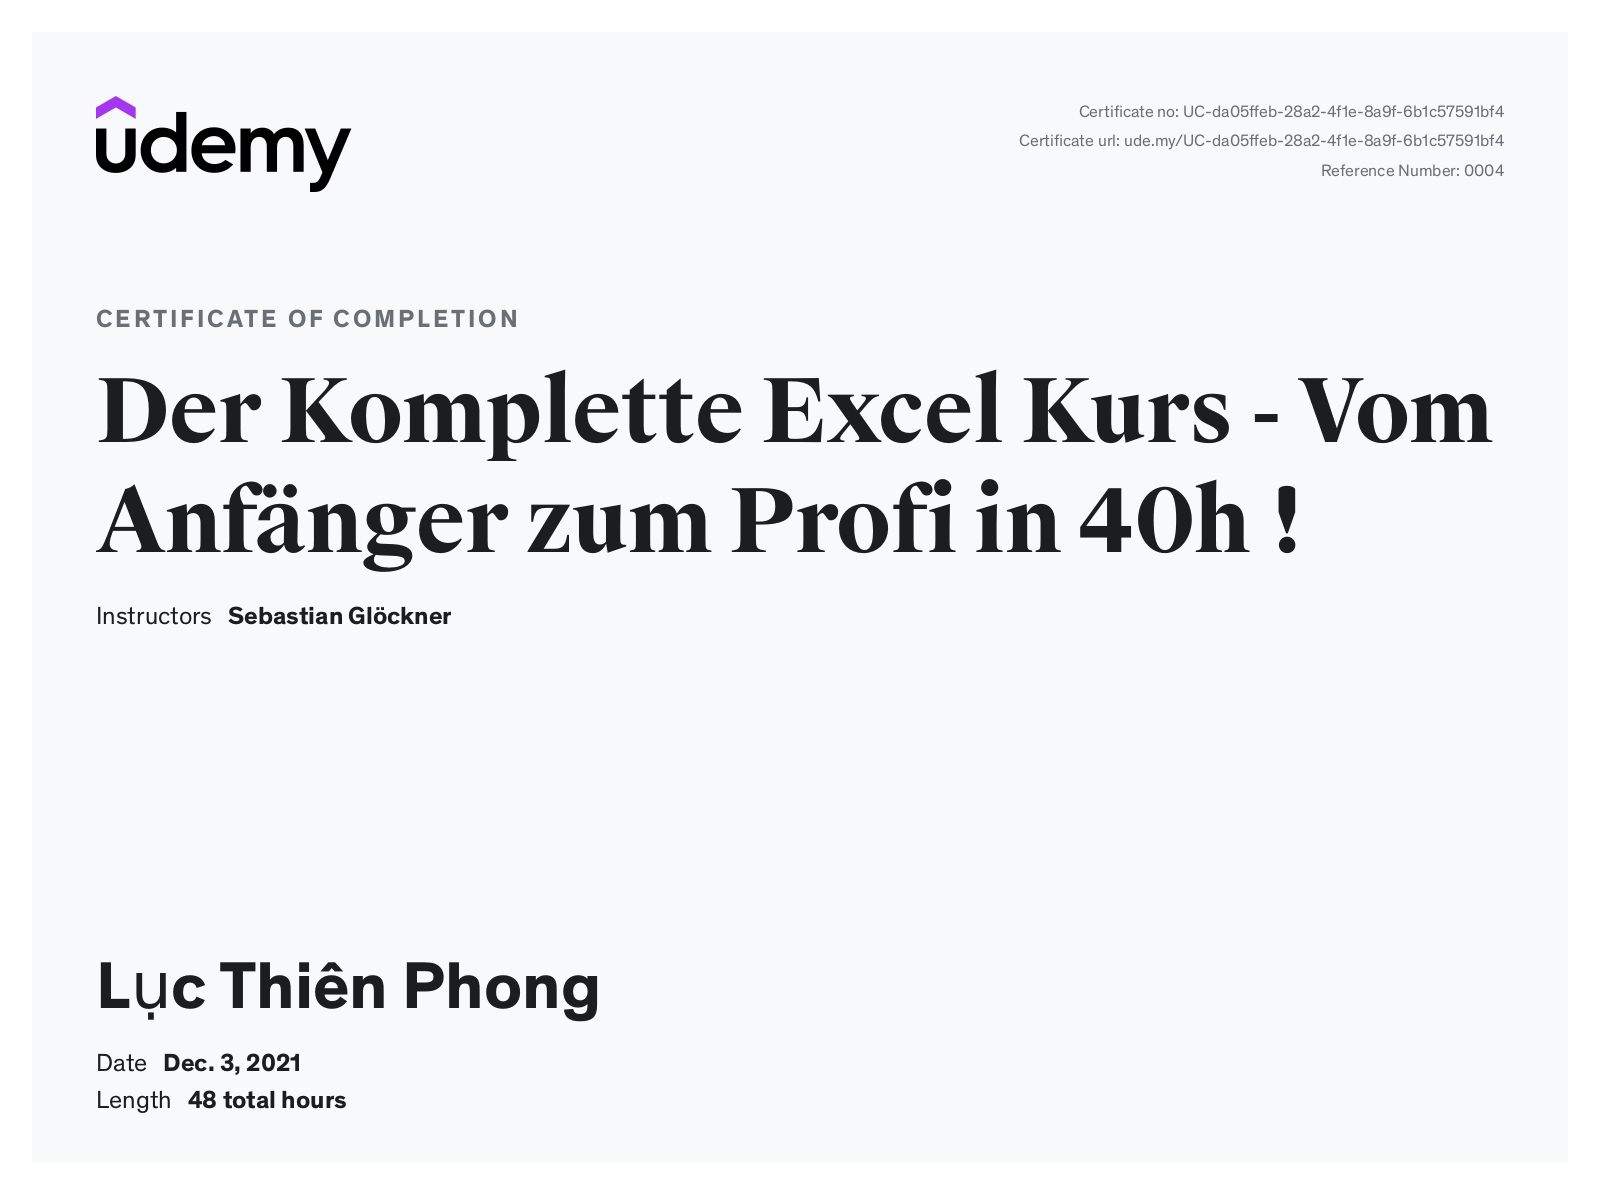 udemy
Certificate no: UC-da05ffeb-28a2-4f1e-8a9f-6b1c57591bf4
Certificate url: ude.my/UC-da05ffeb-28a2-4f1e-8a9f-6b1c57591bf4
Reference Number: 0004
CERTIFICATE OF COMPLETION
Der Komplette Excel Kurs - Vom
Anfänger zum Profi in 40h !
Instructors Sebastian Glöckner
Lục Thiên Phong
Date Dec. 3, 2021
Length 48 total hours